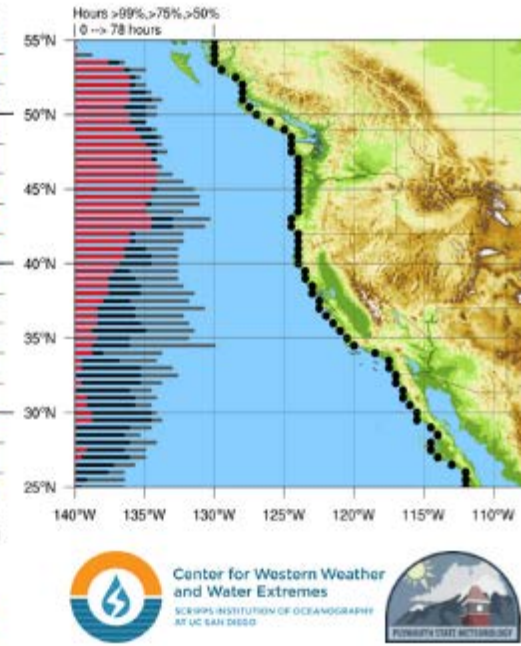 Hours >99%,>75%,>50%
| 0 --> 78 hours |
55°N
50°N
45°N
40°N
35°N
30°N
25°N
140°W 135°W 130°W 125°W 120°W 115°W 110°W
Center for Western Weather
and Water Extremes
SCRIPPS INSTITUTION OF OCEANOGRAPHY
AT UC SAN DIEGO
PLYMOUTH STATE METEOROLOGY